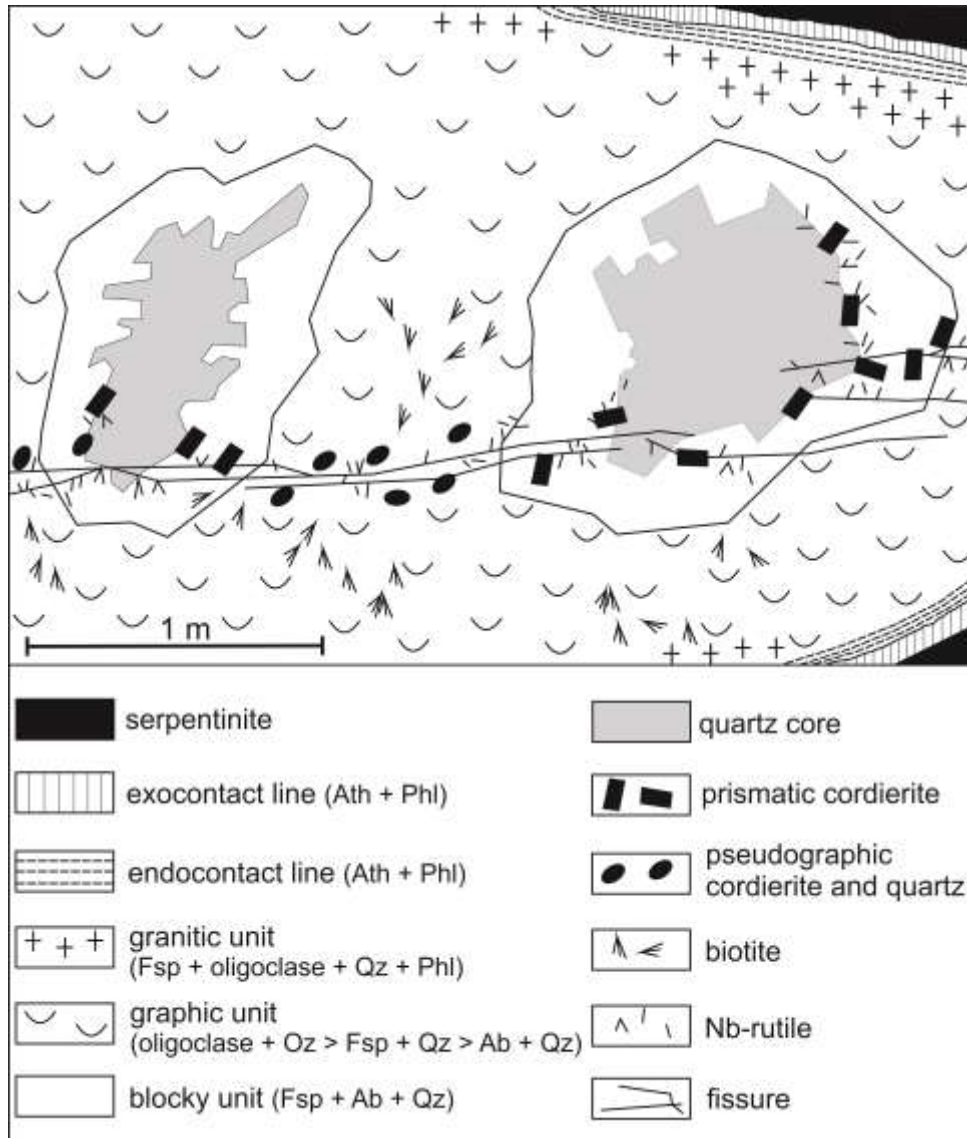 1 m
serpentinite
exocontact line (Ath + Phl)
endocontact line (Ath + Phl)
granitic unit
(Fsp + oligoclase + Qz + Phl)
graphic unit
(oligoclase + Oz > Fsp + Qz > Ab + Qz)
blocky unit (Fsp + Ab + Qz)
quartz core
prismatic cordierite
pseudographic
cordierite and quartz
biotite
Nb-rutile
fissure